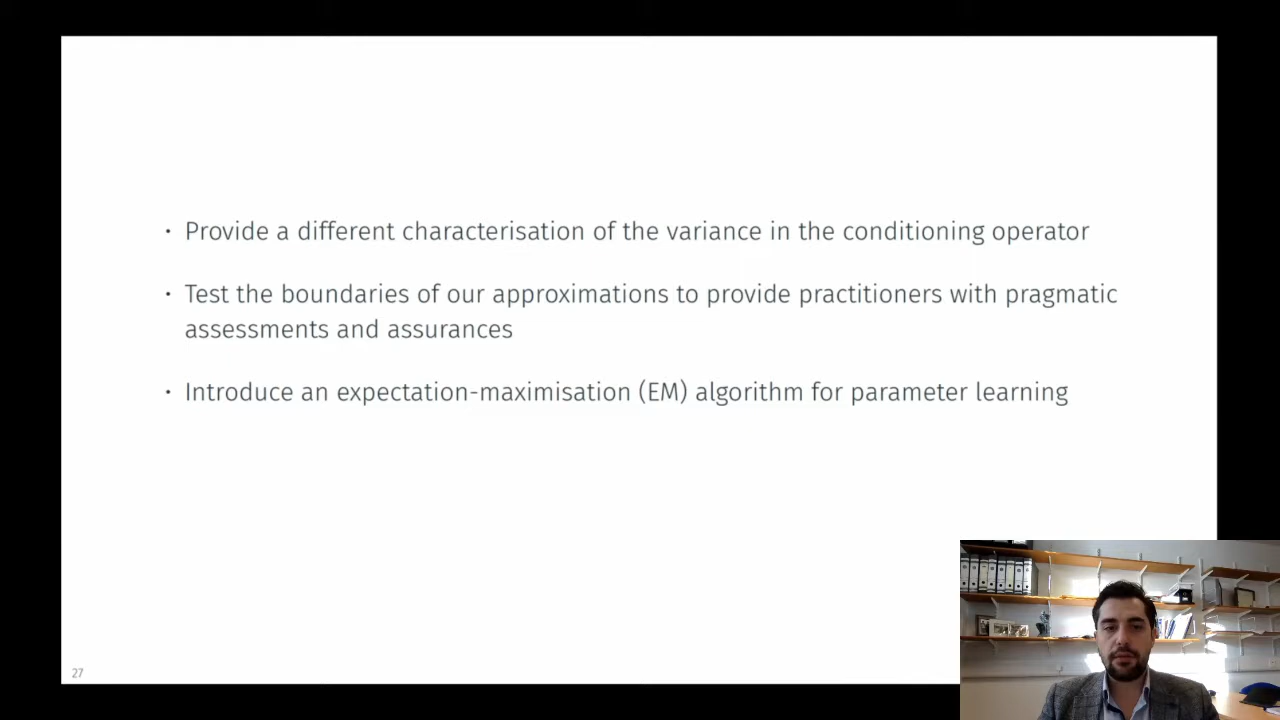 · Provide a different characterisation of the variance in the conditioning operator
· Test the boundaries of our approximations to provide practitioners with pragmatic
assessments and assurances
· Introduce an expectation-maximisation (EM) algorithm for parameter learning
27